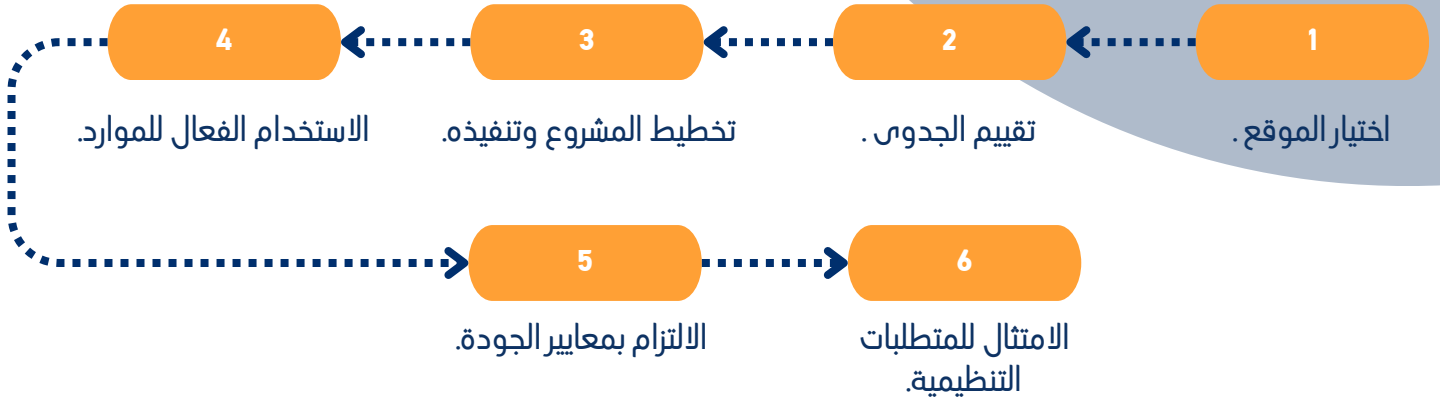 1
اختيار الموقع .
2
تقييم الجدوى .
3
تخطيط المشروع وتنفيذه.
4
الاستخدام الفعال للموارد.
5
الالتزام بمعايير الجودة.
6
الامتثال للمتطلبات
التنظيمية.